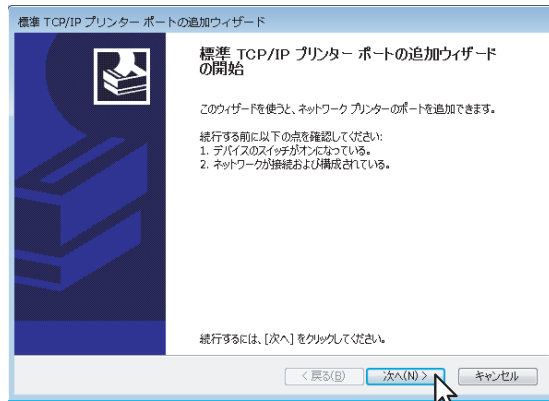 標準 TCP/IP プリンター ポートの追加ウィザード
標準 TCP/IP プリンター ポートの追加ウィザード
の開始
このウィザードを使うと、ネットワーク プリンターのポートを追加できます。
続行する前に以下の点を確認してください:
1. デバイスのスイッチがオンになっている。
2. ネットワークが接続および構成されている。
続行するには、[次へ] をクリックしてください。
< 戻る(B)
次へ(N) >
キャンセル